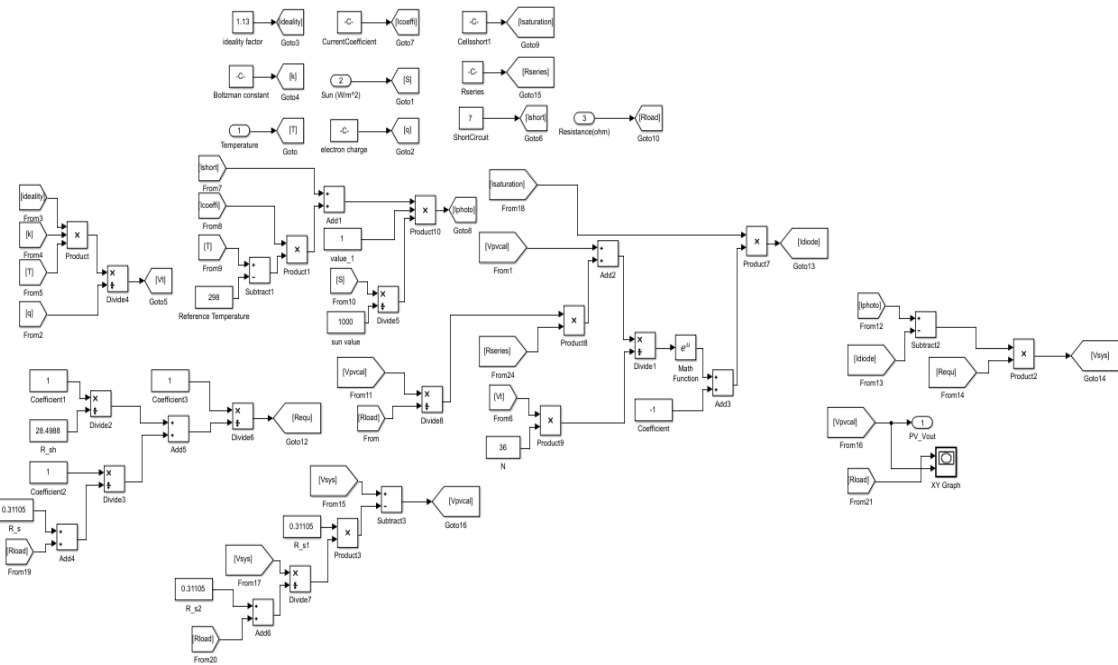 1.13
[ideality]
ideality factor
Goto3
-C-
[Icoeffi]
CurrentCoefficient
Goto7
-C-
[Isaturation]
Cellsshort1
Goto9
-C-
[k]
Boltzman constant
Goto4
2
[S]
Sun (W/m^2)
Goto1
-C-
[Rseries]
Rseries
Goto15
1
[T]
Temperature
Goto
-C-
[q]
electron charge
Goto2
7
[Ishort]
ShortCircuit
Goto6
3
[Rload]
Resistance(ohm)
Goto10
[ideality]
From3
[k]
From4
[T]
From5
[q]
From2
Product
Divide4
[Vt]
Goto5
[Ishort]
From7
[Icoeffi]
From8
[T]
From9
298
Reference Temperature
Subtract1
Product1
Add1
1
value_1
[S]
From10
1000
sun value
Divide5
Product10
[Iphoto]
Goto8
[Isaturation]
From18
[Vpvcal]
From1
Add2
Product7
[Idiode]
Goto13
[Rseries]
From24
Product8
[Vpvcal]
From11
[Rload]
From
Divide8
[Vt]
From6
36
N
Product9
Divide1
e^u
Math
Function
-1
Coefficient
Add3
[Iphoto]
From12
[Idiode]
From13
Subtract2
[Requ]
From14
Product2
[Vsys]
Goto14
[Vpvcal]
From16
1
PV_Vout
[Rload]
From21
XY Graph
1
Coefficient1
28.4988
R_sh
Divide2
1
Coefficient3
Add5
Divide6
[Requ]
Goto12
1
Coefficient2
0.31105
R_s
[Rload]
From19
Add4
Divide3
[Vsys]
From15
0.31105
R_s1
Product3
Subtract3
[Vpvcal]
Goto16
[Vsys]
From17
0.31105
R_s2
[Rload]
From20
Add6
Divide7